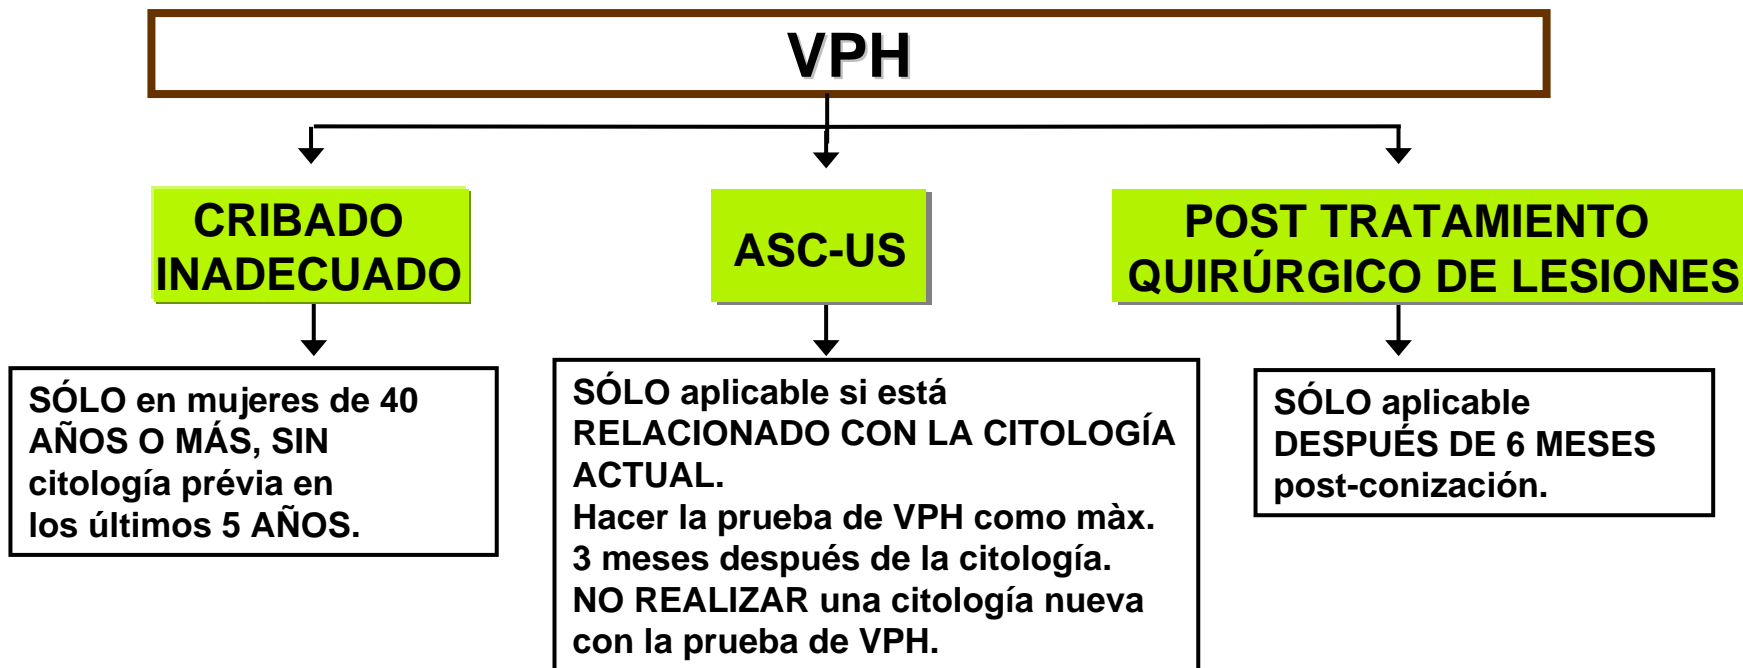 VPH
CRIBADO
INADECUADO
ASC-US
POST TRATAMIENTO
QUIRÚRGICO DE LESIONES
SÓLO en mujeres de 40
AÑOS O MÁS, SIN
citología prévia en
los últimos 5 AÑOS.
SÓLO aplicable si está
RELACIONADO CON LA CITOLOGÍA
ACTUAL.
Hacer la prueba de VPH como màx.
3 meses después de la citología.
NO REALIZAR una citología nueva
con la prueba de VPH.
SÓLO aplicable
DESPUÉS DE 6 MESES
post-conización.